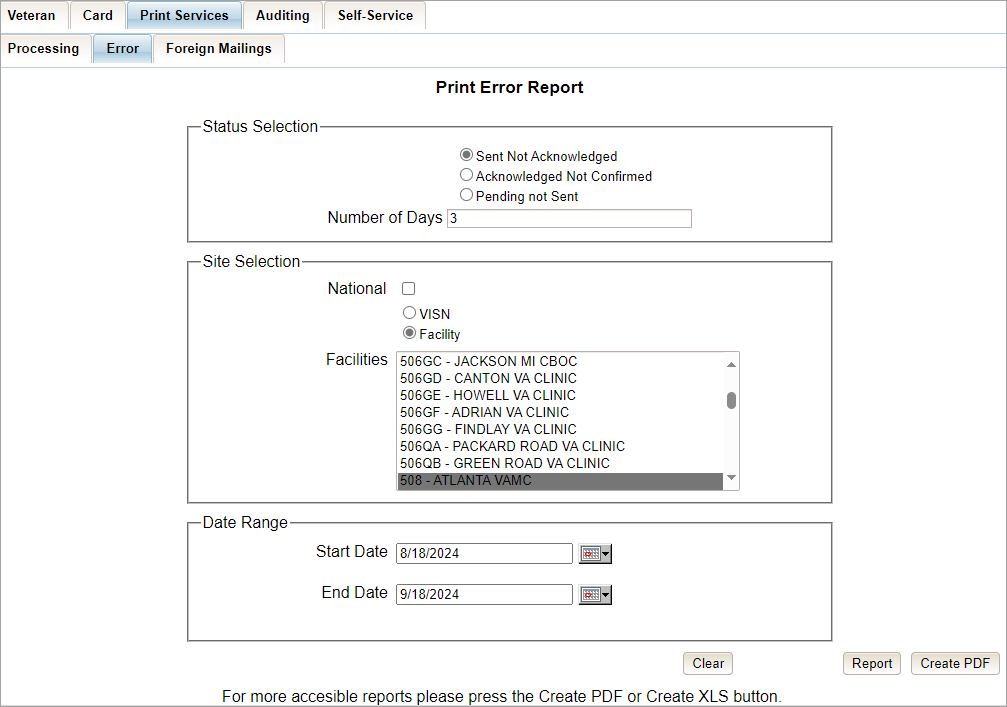 Veteran Card Print Services Auditing Self-Service
Processing Error Foreign Mailings
Print Error Report
Status Selection
Sent Not Acknowledged
Acknowledged Not Confirmed
Pending not Sent
Number of Days 3
Site Selection
National
VISN
Facility
Facilities 506GC - JACKSON MI CBOC
506GD - CANTON VA CLINIC
506GE - HOWELL VA CLINIC
506GF - ADRIAN VA CLINIC
506GG - FINDLAY VA CLINIC
506QA - PACKARD ROAD VA CLINIC
506QB - GREEN ROAD VA CLINIC
508 - ATLANTA VAMC
Date Range
Start Date 8/18/2024
End Date 9/18/2024
Clear Report Create PDF
For more accesible reports please press the Create PDF or Create XLS button.